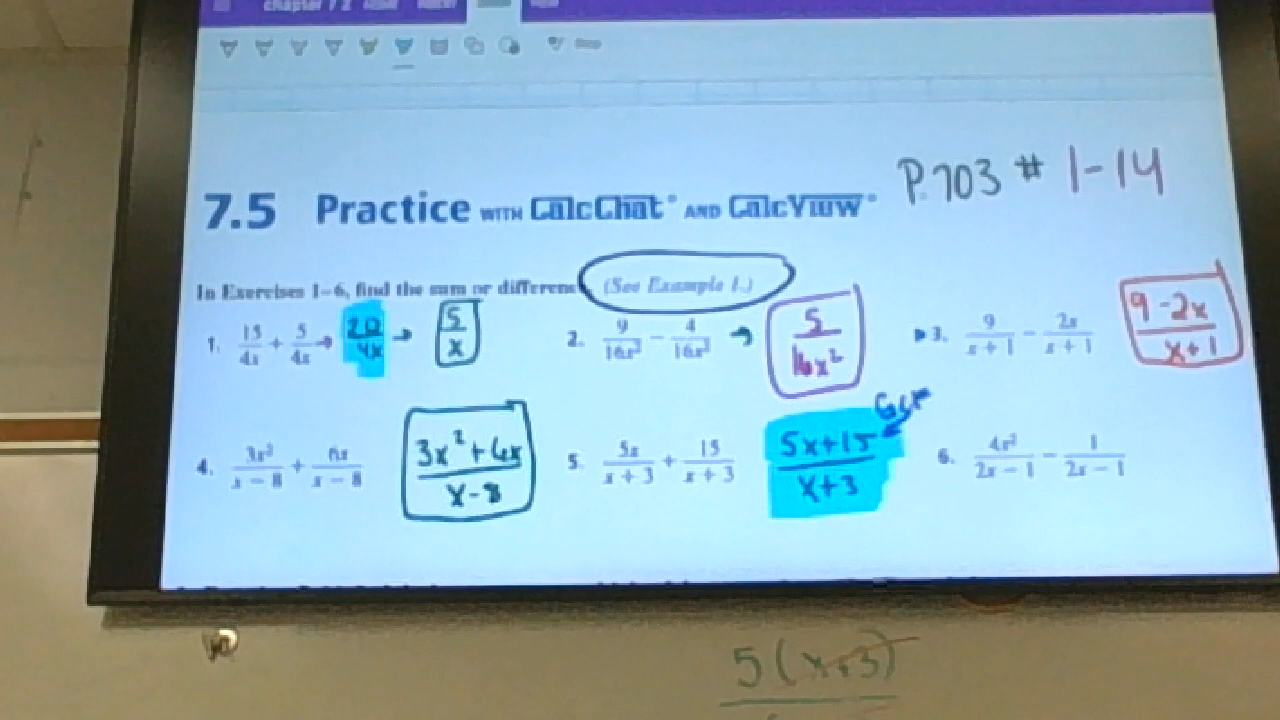 chapter 7 2
P.703 # 1-14
7.5 Practice WITH CalcChat® AND CalcView®
In Exercises 1–6, find the sum or difference (See Example 1.)
1. 15/4x + 5/4x → 20/4x → 5/x
2. 9/16x² − 4/16x² → 5/16x²
3. 9/x + 1 − 2x/x + 1 9-2x/x+1
4. 3x²/x − 8 + 6x/x − 8 3x²+6x/x-8
GCF
5. 5x/x + 3 + 15/x + 3 5x+15/x+3
6. 4x²/2x − 1 − 1/2x − 1
5(x+3)